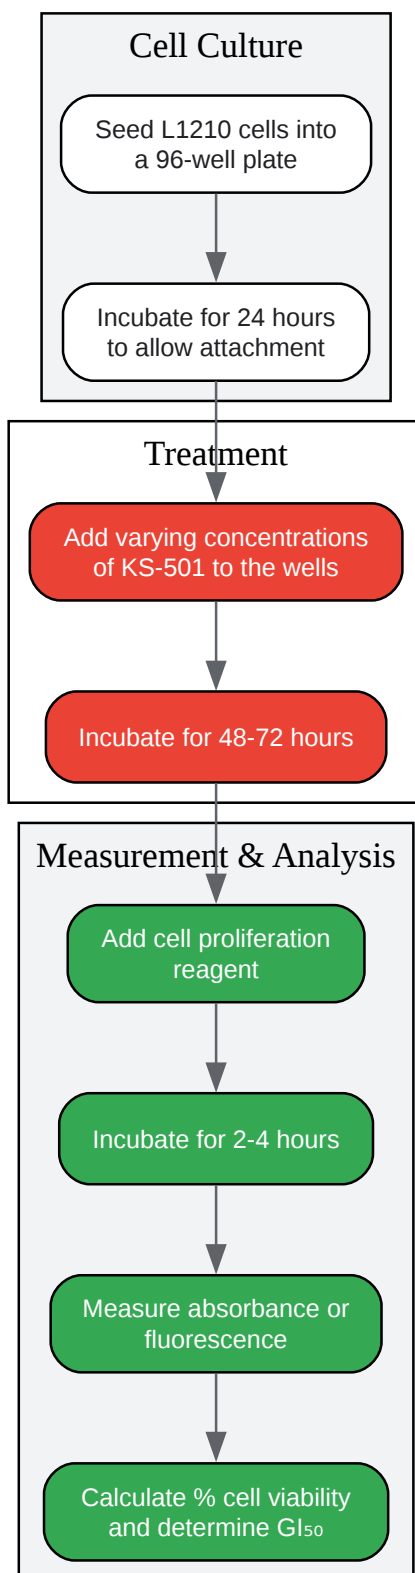 Cell Culture
Seed L1210 cells into
a 96-well plate
Incubate for 24 hours
to allow attachment
Treatment
Add varying concentrations
of KS-501 to the wells
Incubate for 48-72 hours
Measurement & Analysis
Add cell proliferation
reagent
Incubate for 2-4 hours
Measure absorbance or
fluorescence
Calculate % cell viability
and determine GI₅₀